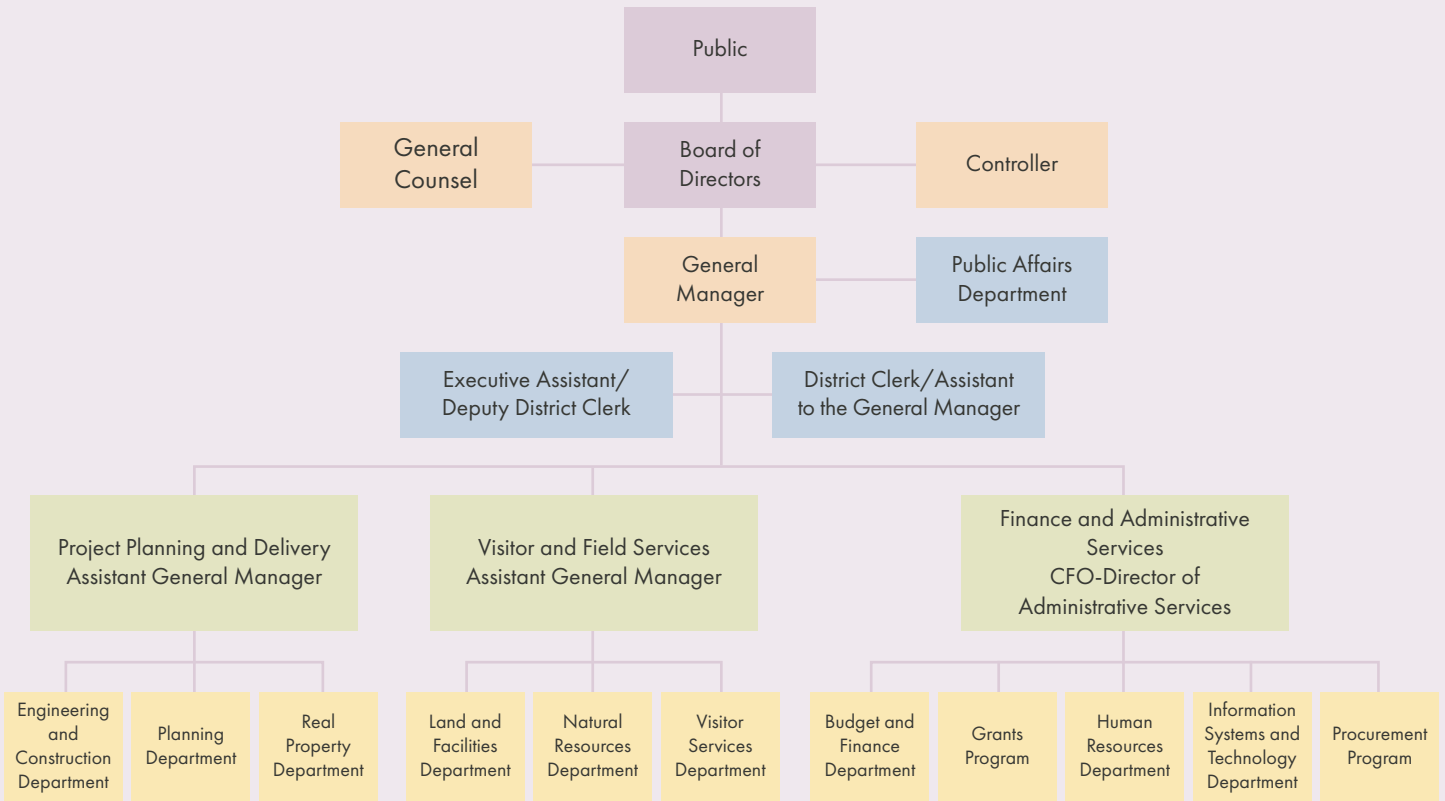 Public
General
Counsel
Board of
Directors
Controller
General
Manager
Public Affairs
Department
Executive Assistant/
Deputy District Clerk
District Clerk/Assistant
to the General Manager
Project Planning and Delivery
Assistant General Manager
Visitor and Field Services
Assistant General Manager
Finance and Administrative
Services
CFO-Director of
Administrative Services
Engineering
and
Construction
Department
Planning
Department
Real
Property
Department
Land and
Facilities
Department
Natural
Resources
Department
Visitor
Services
Department
Budget and
Finance
Department
Grants
Program
Human
Resources
Department
Information
Systems and
Technology
Department
Procurement
Program